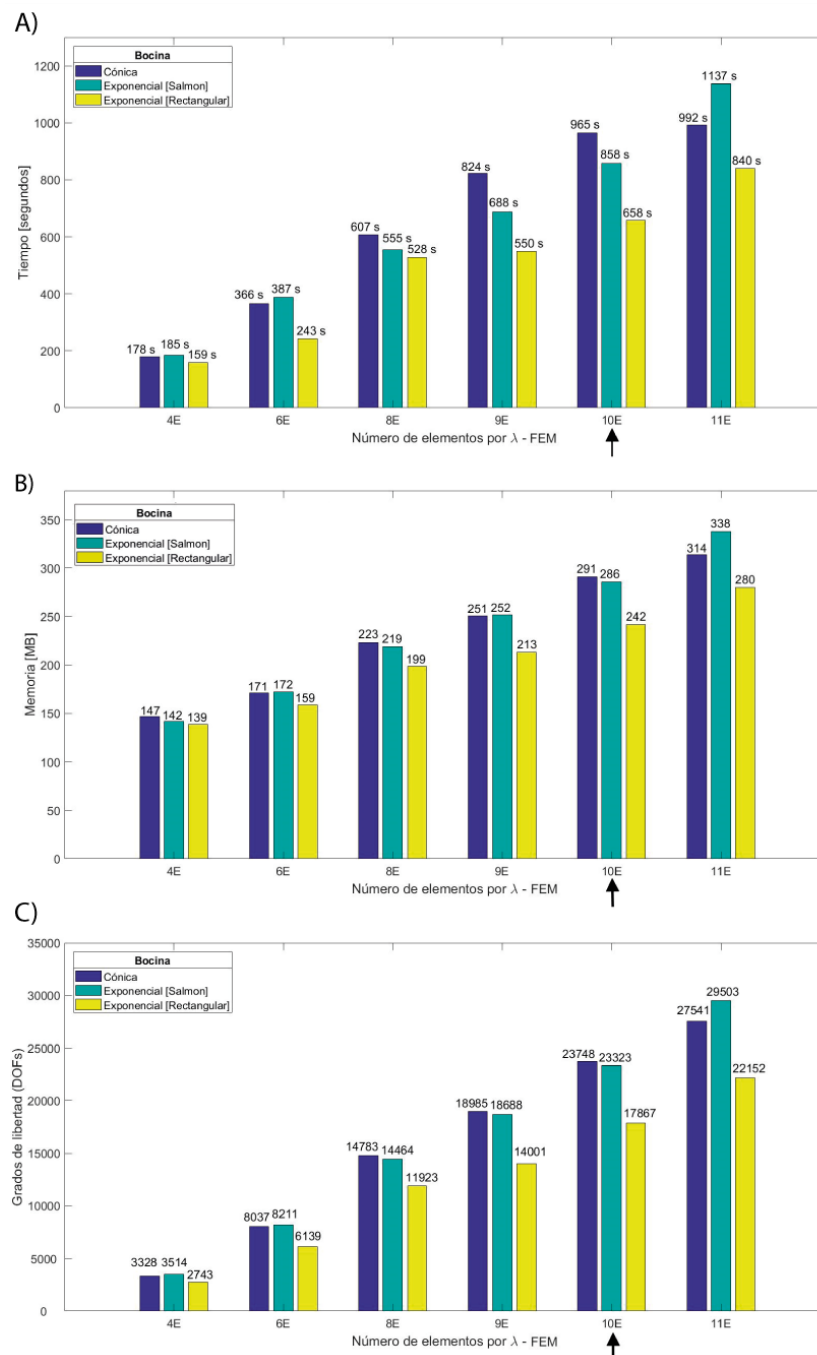 A)
Bocina
Cónica
Exponencial [Salmon]
Exponencial [Rectangular]
Tiempo [segundos]
1200
1000
800
600
400
200
0
178 s 185 s 159 s
366 s 387 s 243 s
607 s 555 s 528 s
824 s 688 s 550 s
965 s 858 s 658 s
992 s 1137 s 840 s
4E 6E 8E 9E 10E 11E
Número de elementos por λ - FEM
B)
Bocina
Cónica
Exponencial [Salmon]
Exponencial [Rectangular]
Memoria [MB]
350
300
250
200
150
100
50
0
147 142 139
171 172 159
223 219 199
251 252 213
291 286 242
314 338 280
4E 6E 8E 9E 10E 11E
Número de elementos por λ - FEM
C)
Bocina
Cónica
Exponencial [Salmon]
Exponencial [Rectangular]
Grados de libertad (DOFs)
35000
30000
25000
20000
15000
10000
5000
0
3328 3514 2743
8037 8211 6139
14783 14464 11923
18985 18688 14001
23748 23323 17867
27541 29503 22152
4E 6E 8E 9E 10E 11E
Número de elementos por λ - FEM